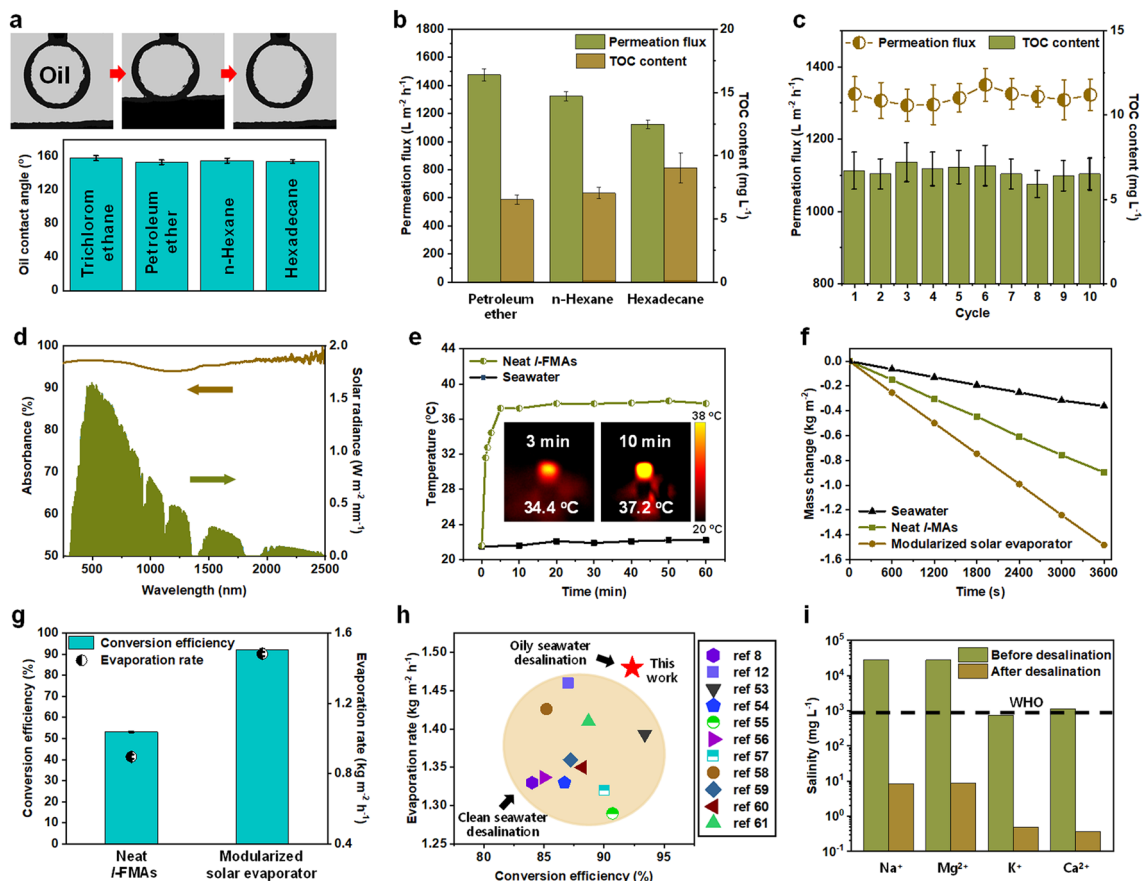 a
Oil
Oil contact angle (º)
160
120
80
40
0
Trichlorom
ethane
Petroleum
ether
n-Hexane
Hexadecane
b
Permeation flux (L m⁻² h⁻¹)
1800
1600
1400
1200
1000
800
600
400
200
0
Permeation flux
TOC content
20
15
10
5
0
TOC content (mg L⁻¹)
Petroleum
ether
n-Hexane
Hexadecane
c
Permeation flux (L m⁻² h⁻¹)
1400
1300
1200
1100
1000
800
Permeation flux
TOC content
15
10
5
0
TOC content (mg L⁻¹)
1 2 3 4 5 6 7 8 9 10
Cycle
d
Absorbance (%)
100
90
80
70
60
50
2.0
1.5
1.0
0.5
0.0
Solar radiance (W m⁻² nm⁻¹)
500 1000 1500 2000 2500
Wavelength (nm)
e
Temperature (ºC)
44
40
36
32
28
24
20
Neat l-FMAs
Seawater
3 min
34.4 ºC
10 min
37.2 ºC
38 ºC
20 ºC
0 10 20 30 40 50 60
Time (min)
f
Mass change (kg m⁻²)
0.0
-0.2
-0.4
-0.6
-0.8
-1.0
-1.2
-1.4
-1.6
Seawater
Neat l-MAs
Modularized solar evaporator
0 600 1200 1800 2400 3000 3600
Time (s)
g
Conversion efficiency (%)
100
90
80
70
60
50
40
30
20
10
0
Conversion efficiency
Evaporation rate
1.6
1.2
0.8
0.4
Evaporation rate (kg m⁻² h⁻¹)
Neat
l-FMAs
Modularized
solar evaporator
h
Evaporation rate (kg m⁻² h⁻¹)
1.50
1.45
1.40
1.35
1.30
1.25
Oily seawater
desalination
This
work
Clean seawater
desalination
80 85 90 95
Conversion efficiency (%)
ref 8
ref 12
ref 53
ref 54
ref 55
ref 56
ref 57
ref 58
ref 59
ref 60
ref 61
i
Salinity (mg L⁻¹)
10⁵
10⁴
10³
10²
10¹
10⁰
10⁻¹
Before desalination
After desalination
WHO
Na⁺
Mg²⁺
K⁺
Ca²⁺